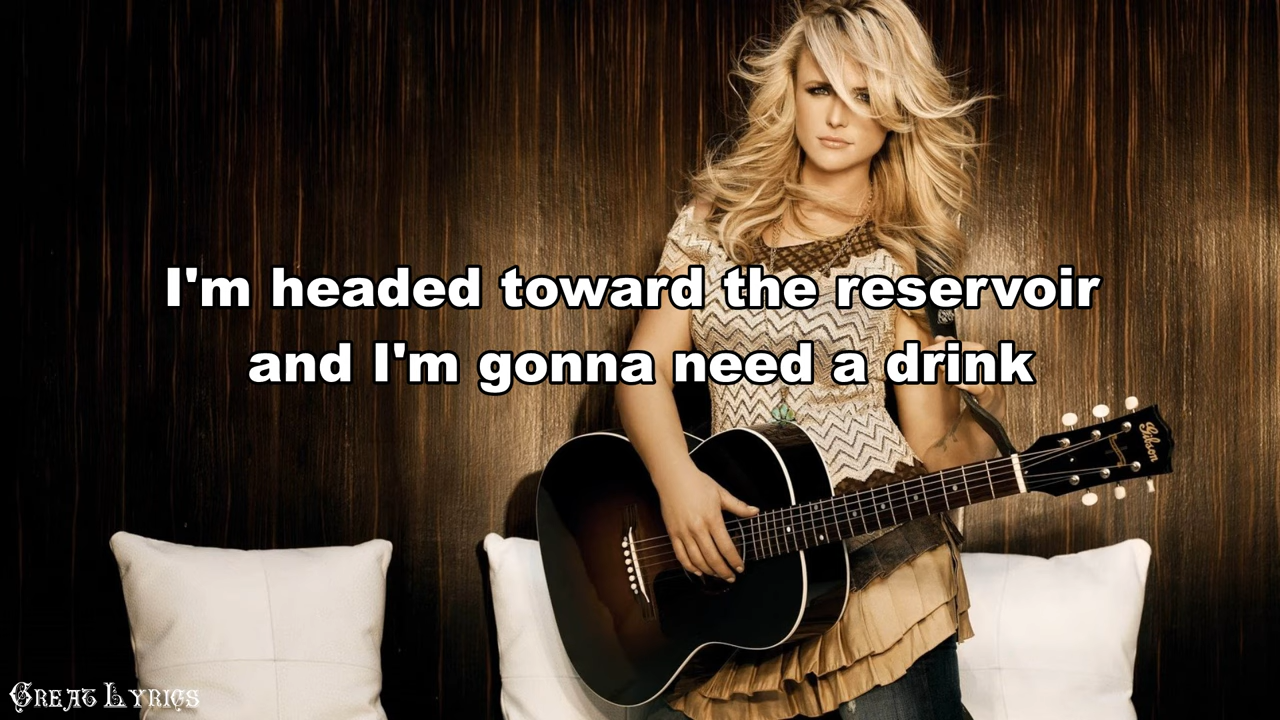 I'm headed toward the reservoir
and I'm gonna need a drink
Gibson
Great Lyrics